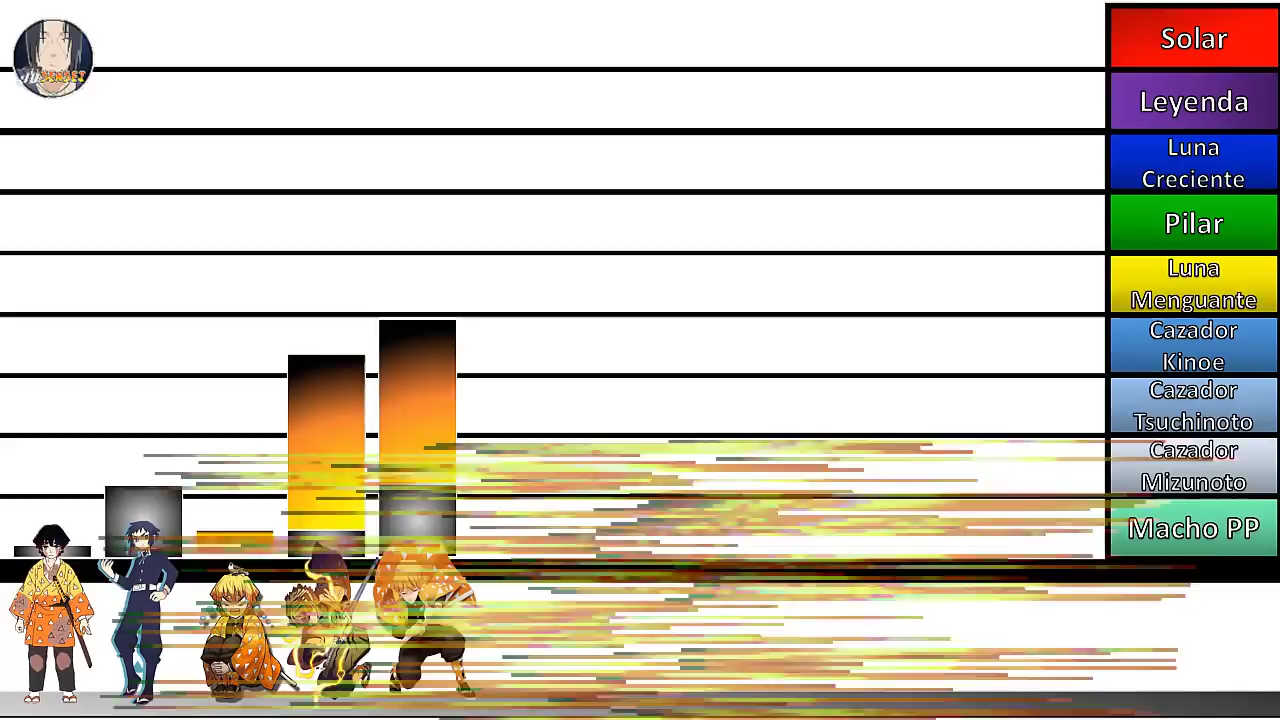 Solar
Leyenda
Luna
Creciente
Pilar
Luna
Menguante
Cazador
Kinoe
Cazador
Tsuchinoto
Cazador
Mizunoto
Macho PP